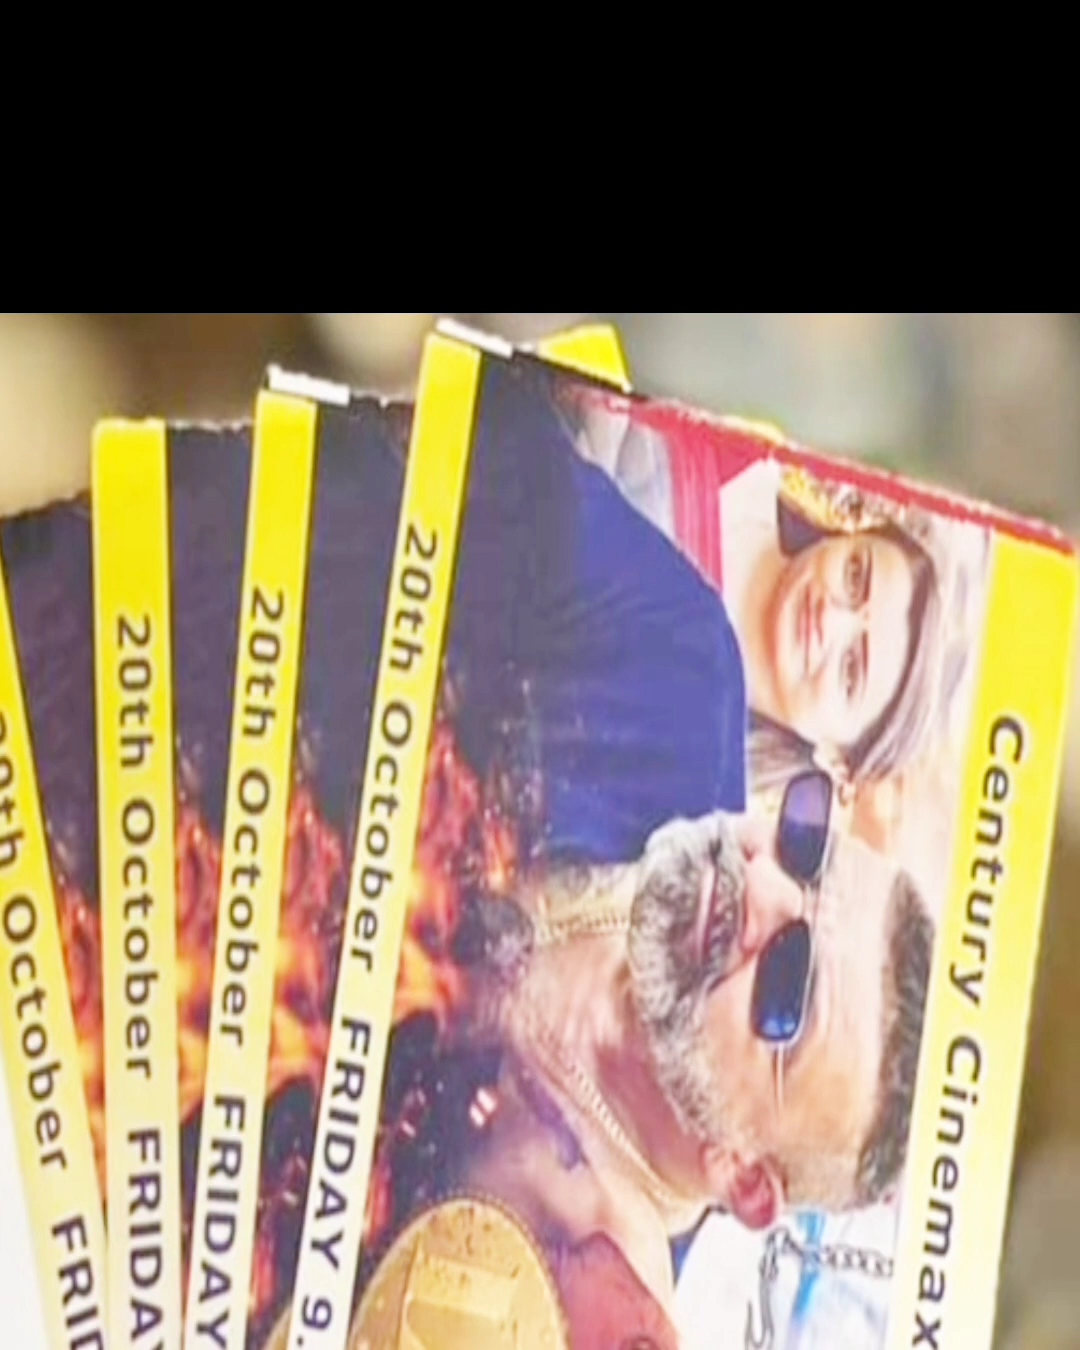 20th October FRID
20th October FRIDAY
20th October FRIDAY
20th October FRIDAY 9.
Century Cinemax